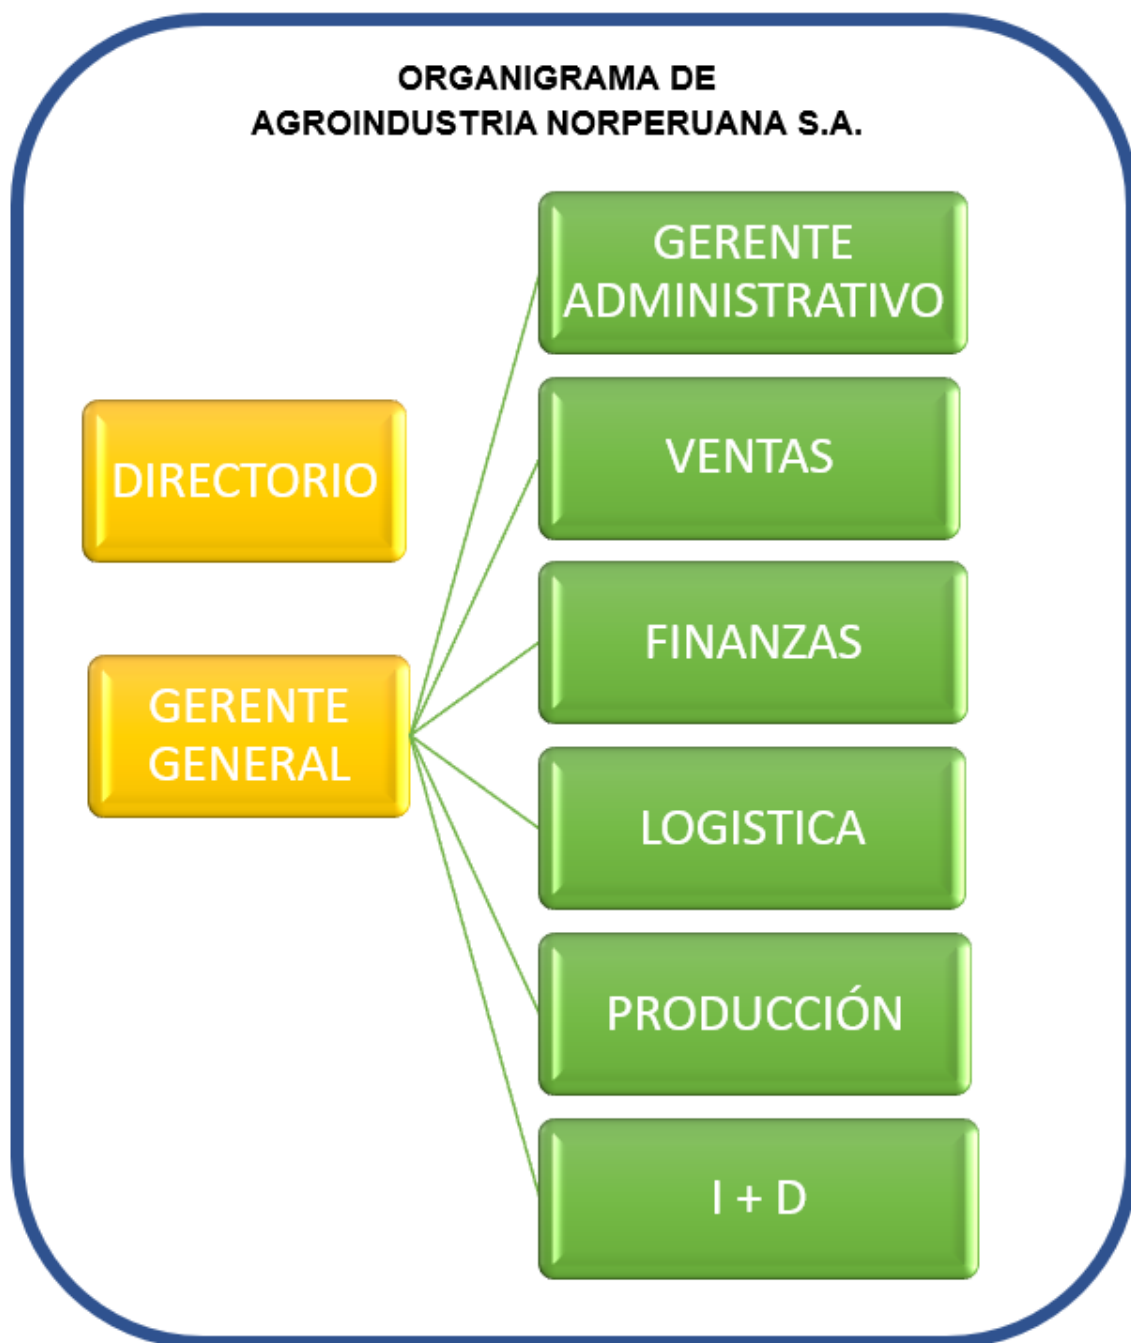 ORGANIGRAMA DE
AGROINDUSTRIA NORPERUANA S.A.
DIRECTORIO
GERENTE
GENERAL
GERENTE
ADMINISTRATIVO
VENTAS
FINANZAS
LOGISTICA
PRODUCCIÓN
I + D